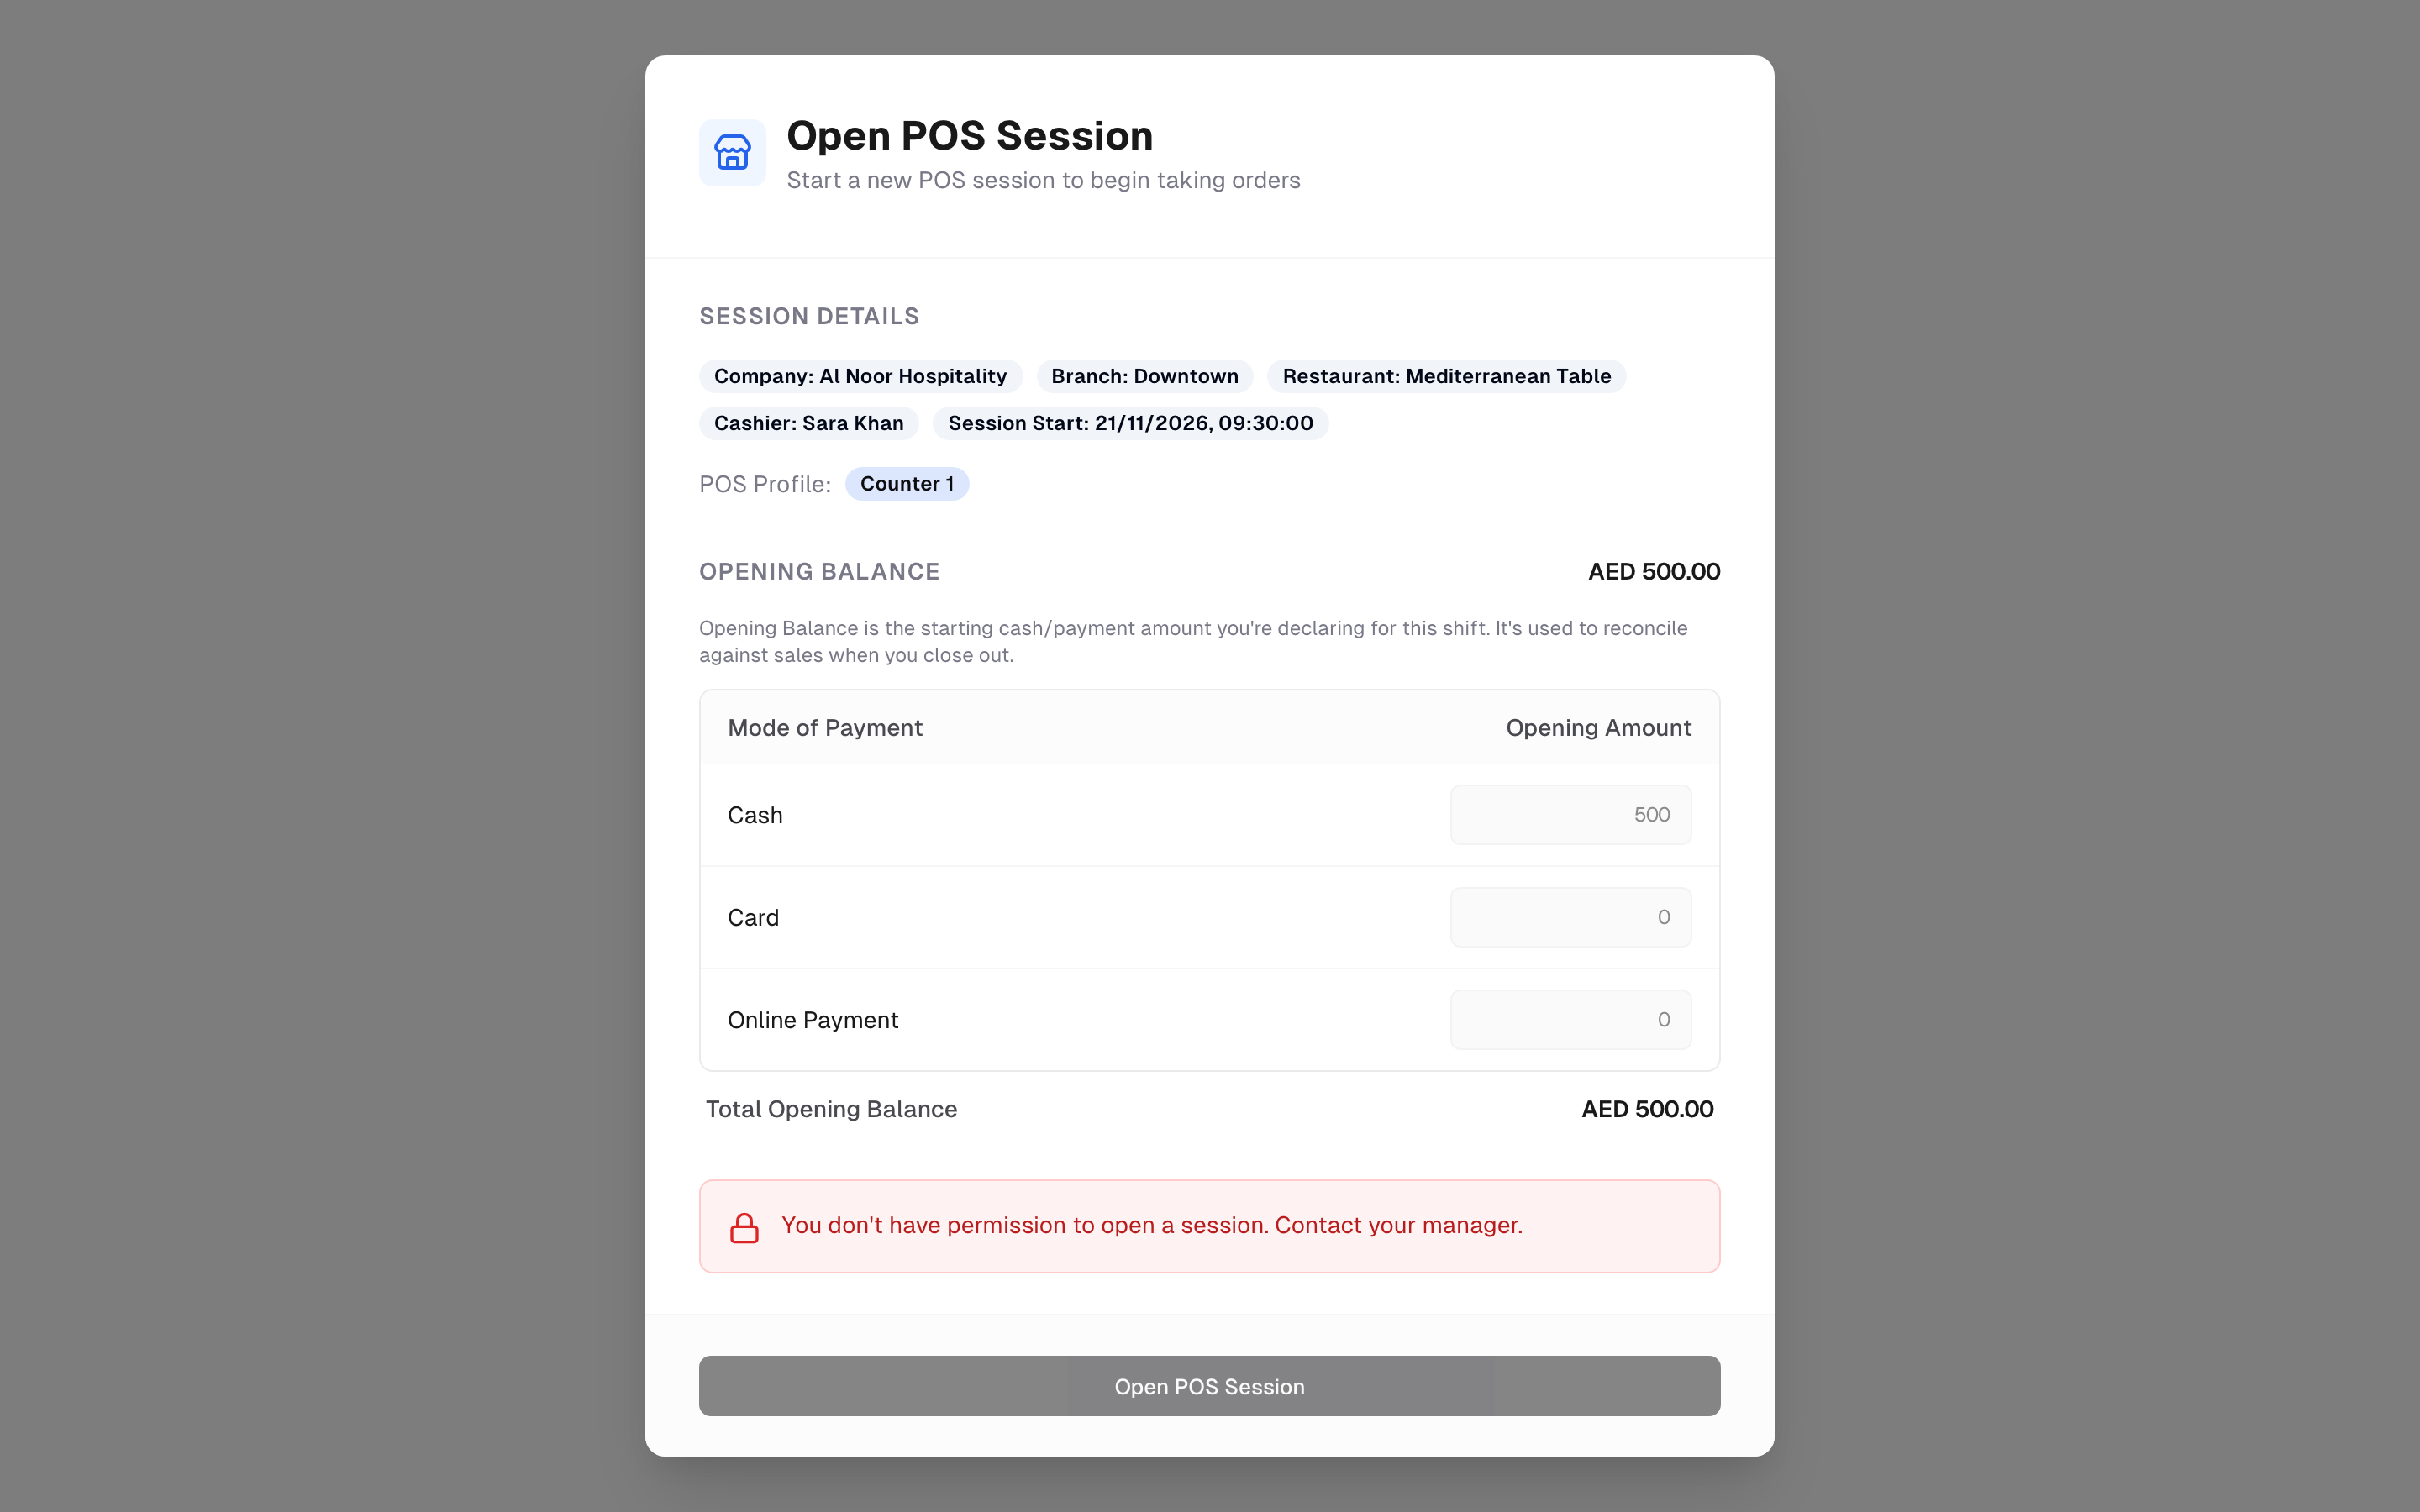 Open POS Session
Start a new POS session to begin taking orders
SESSION DETAILS
Company: Al Noor Hospitality Branch: Downtown Restaurant: Mediterranean Table
Cashier: Sara Khan Session Start: 21/11/2026, 09:30:00
POS Profile: Counter 1
OPENING BALANCE AED 500.00
Opening Balance is the starting cash/payment amount you're declaring for this shift. It's used to reconcile
against sales when you close out.
Mode of Payment Opening Amount
Cash 500
Card 0
Online Payment 0
Total Opening Balance AED 500.00
You don't have permission to open a session. Contact your manager.
Open POS Session